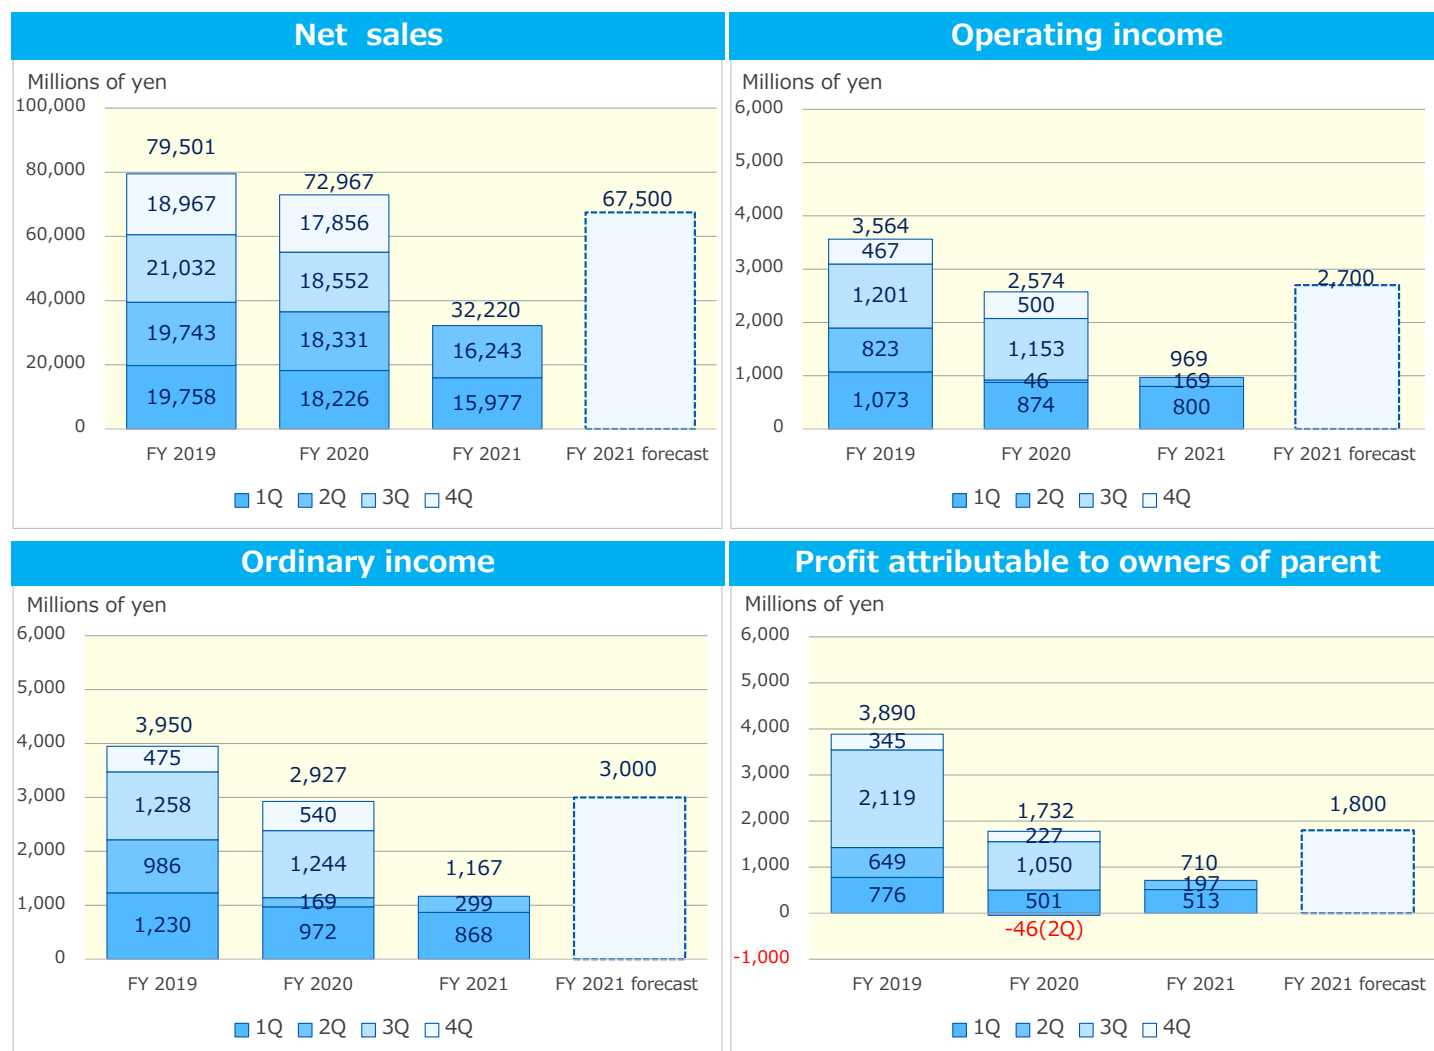 Net sales
Millions of yen
100,000
80,000
60,000
40,000
20,000
0
79,501
18,967
21,032
19,743
19,758
72,967
17,856
18,552
18,331
18,226
32,220
16,243
15,977
67,500
FY 2019
FY 2020
FY 2021
FY 2021 forecast
1Q 2Q 3Q 4Q
Operating income
Millions of yen
6,000
5,000
4,000
3,000
2,000
1,000
0
3,564
467
1,201
823
1,073
2,574
500
1,153
46
874
969
169
800
2,700
FY 2019
FY 2020
FY 2021
FY 2021 forecast
1Q 2Q 3Q 4Q
Ordinary income
Millions of yen
6,000
5,000
4,000
3,000
2,000
1,000
0
3,950
475
1,258
986
1,230
2,927
540
1,244
169
972
1,167
299
868
3,000
FY 2019
FY 2020
FY 2021
FY 2021 forecast
1Q 2Q 3Q 4Q
Profit attributable to owners of parent
Millions of yen
6,000
5,000
4,000
3,000
2,000
1,000
0
-1,000
3,890
345
2,119
649
776
1,732
227
1,050
501
-46(2Q)
710
197
513
1,800
FY 2019
FY 2020
FY 2021
FY 2021 forecast
1Q 2Q 3Q 4Q